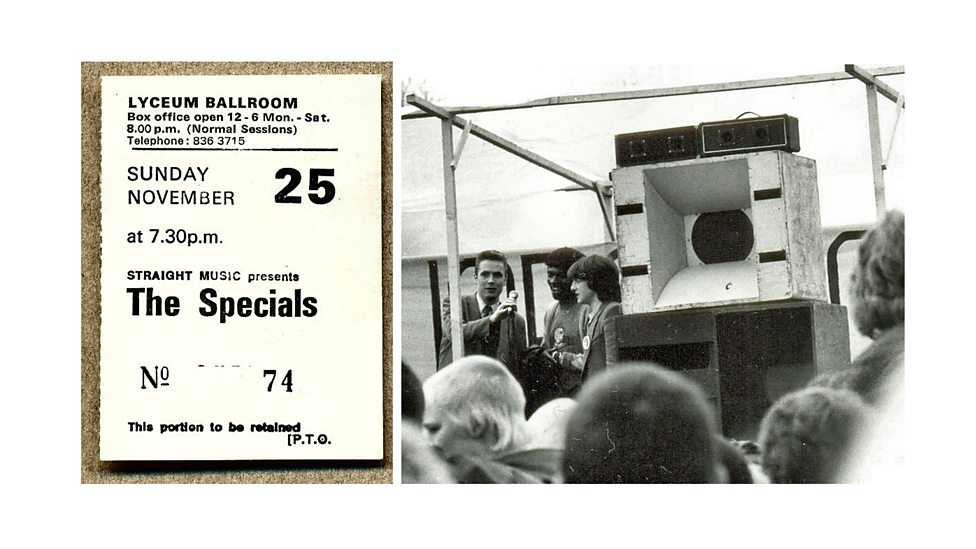 LYCEUM BALLROOM
Box office open 12 - 6 Mon. - Sat.
8.00 p.m. (Normal Sessions)
Telephone: 836 3715
SUNDAY
NOVEMBER 25
at 7.30p.m.
STRAIGHT MUSIC presents
The Specials
Nº 74
This portion to be retained
[P.T.O.